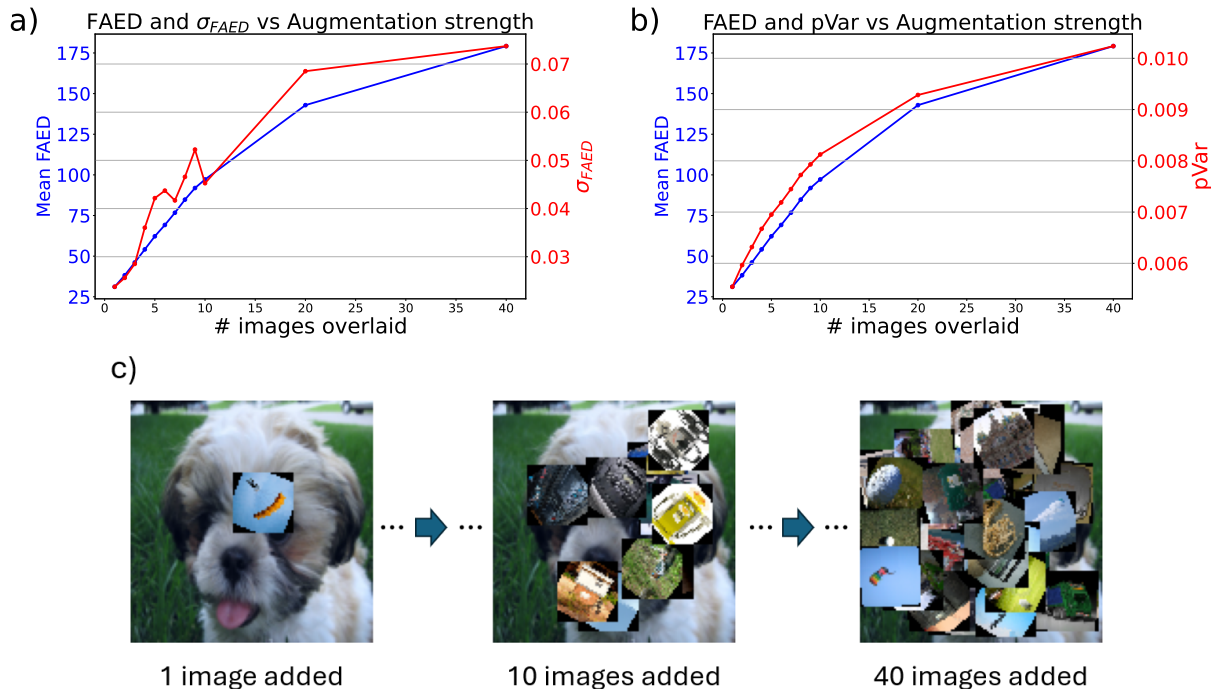 a)
FAED and σ_FAED vs Augmentation strength
175
150
125
100
75
50
25
Mean FAED
0.07
0.06
0.05
0.04
0.03
σ_FAED
0 5 10 15 20 25 30 35 40
# images overlaid
b)
FAED and pVar vs Augmentation strength
175
150
125
100
75
50
25
Mean FAED
0.010
0.009
0.008
0.007
0.006
pVar
0 5 10 15 20 25 30 35 40
# images overlaid
c)
... ... ... ...
1 image added
10 images added
40 images added